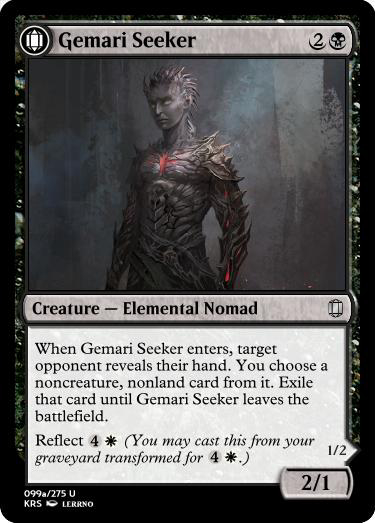 Gemari Seeker 2
Creature — Elemental Nomad
When Gemari Seeker enters, target
opponent reveals their hand. You choose a
noncreature, nonland card from it. Exile
that card until Gemari Seeker leaves the
battlefield.
Reflect 4 (You may cast this from your
graveyard transformed for 4 .)
1/2
2/1
099a/275 U
KRS LERRNO